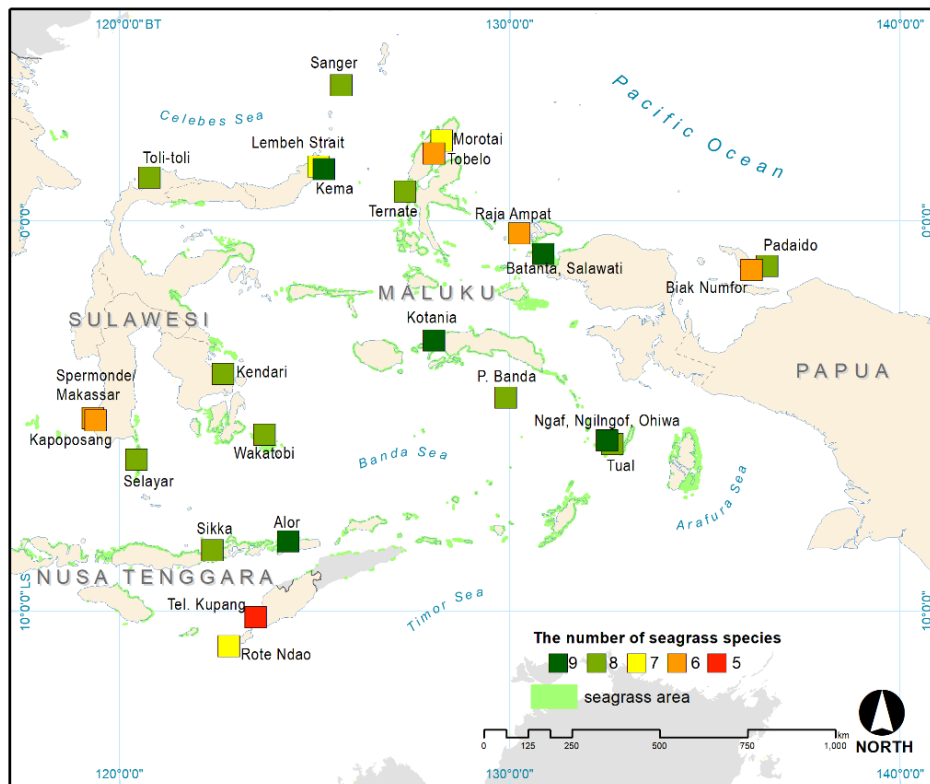 120°0'0"BT
130°0'0"
140°0'0"
Sanger
Pacific Ocean
Celebes Sea
Lembeh Strait
Morotai
Tobelo
Toli-toli
Kema
Ternate
Raja Ampat
0°0'0"
0°0'0"
Padaido
Batanta, Salawati
Biak Numfor
MALUKU
SULAWESI
Kotania
Kendari
PAPUA
Spermonde/
Makassar
P. Banda
Kapoposang
Ngaf, Ngilngof, Ohiwa
Wakatobi
Tual
Banda Sea
Selayar
Arafura Sea
Sikka
Alor
NUSA TENGGARA
Tel. Kupang
Timor Sea
10°0'0"LS
10°0'0"
Rote Ndao
The number of seagrass species
9 8 7 6 5
seagrass area
km
0 125 250 500 750 1,000
NORTH
120°0'0"
130°0'0"
140°0'0"